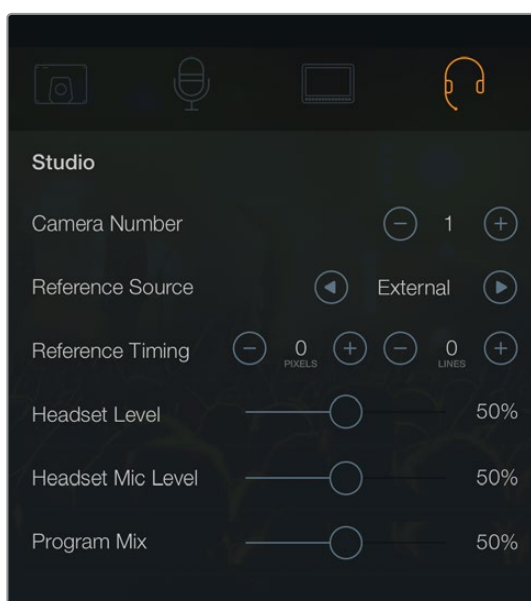 Studio
Camera Number 1
Reference Source External
Reference Timing 0 PIXELS 0 LINES
Headset Level 50%
Headset Mic Level 50%
Program Mix 50%